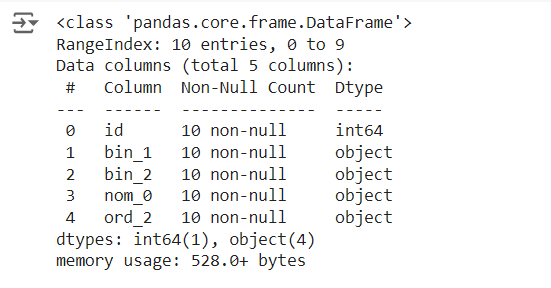 <class 'pandas.core.frame.DataFrame'>
RangeIndex: 10 entries, 0 to 9
Data columns (total 5 columns):
 #   Column  Non-Null Count  Dtype
---  ------  --------------  -----
 0   id      10 non-null     int64
 1   bin_1   10 non-null     object
 2   bin_2   10 non-null     object
 3   nom_0   10 non-null     object
 4   ord_2   10 non-null     object
dtypes: int64(1), object(4)
memory usage: 528.0+ bytes